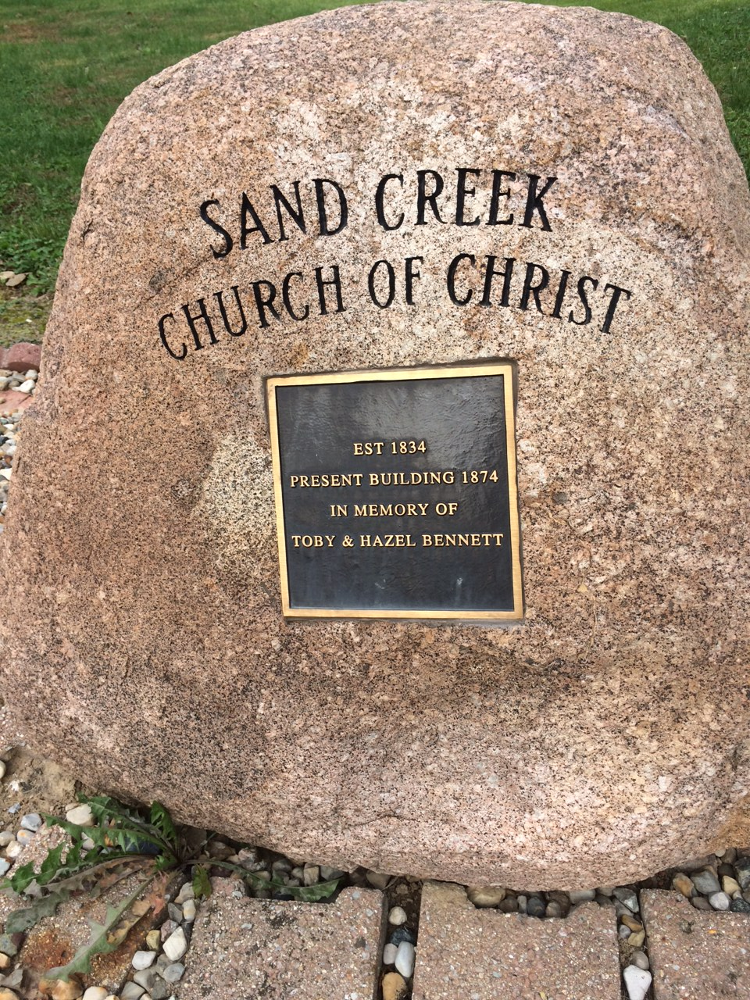 SAND CREEK
CHURCH OF CHRIST
EST 1834
PRESENT BUILDING 1874
IN MEMORY OF
TOBY & HAZEL BENNETT